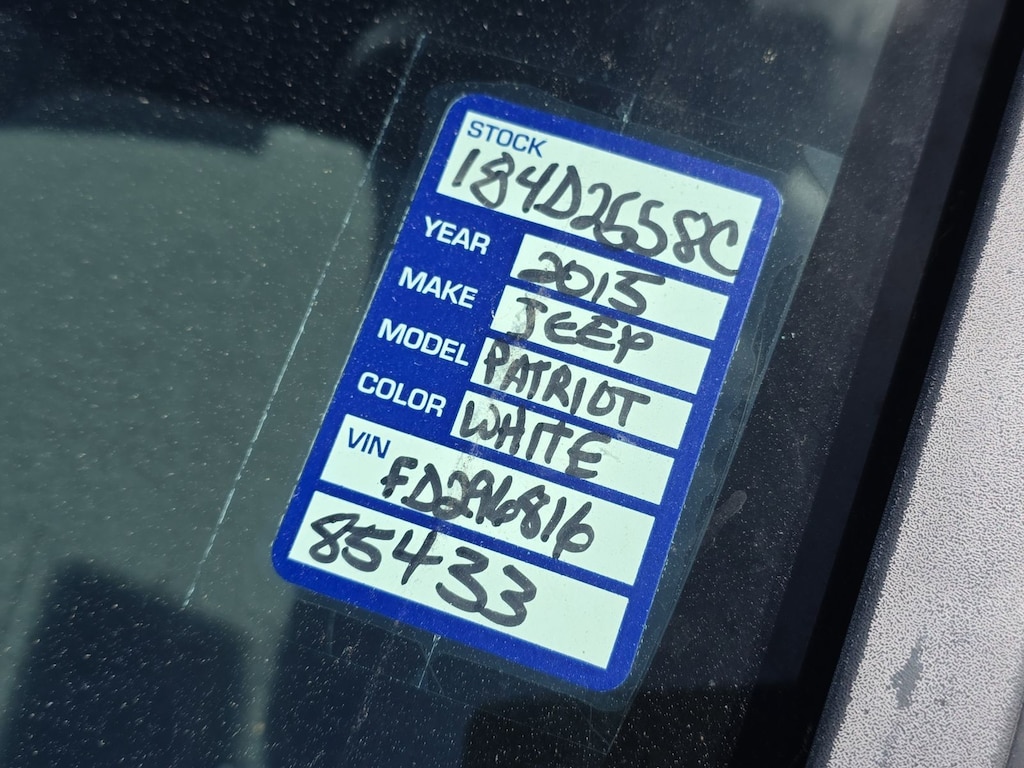 STOCK
184D2658C
YEAR 2015
MAKE JEEP
MODEL PATRIOT
COLOR WHITE
VIN
FD296816
85433